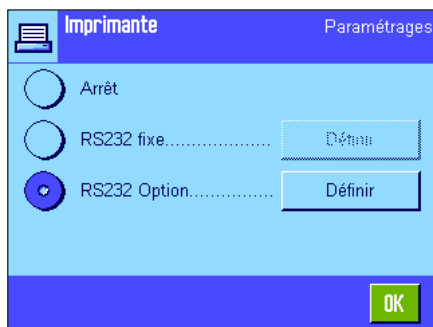 Imprimante Paramétrages
Arrêt
RS232 fixe.................... Définir
RS232 Option................ Définir
OK